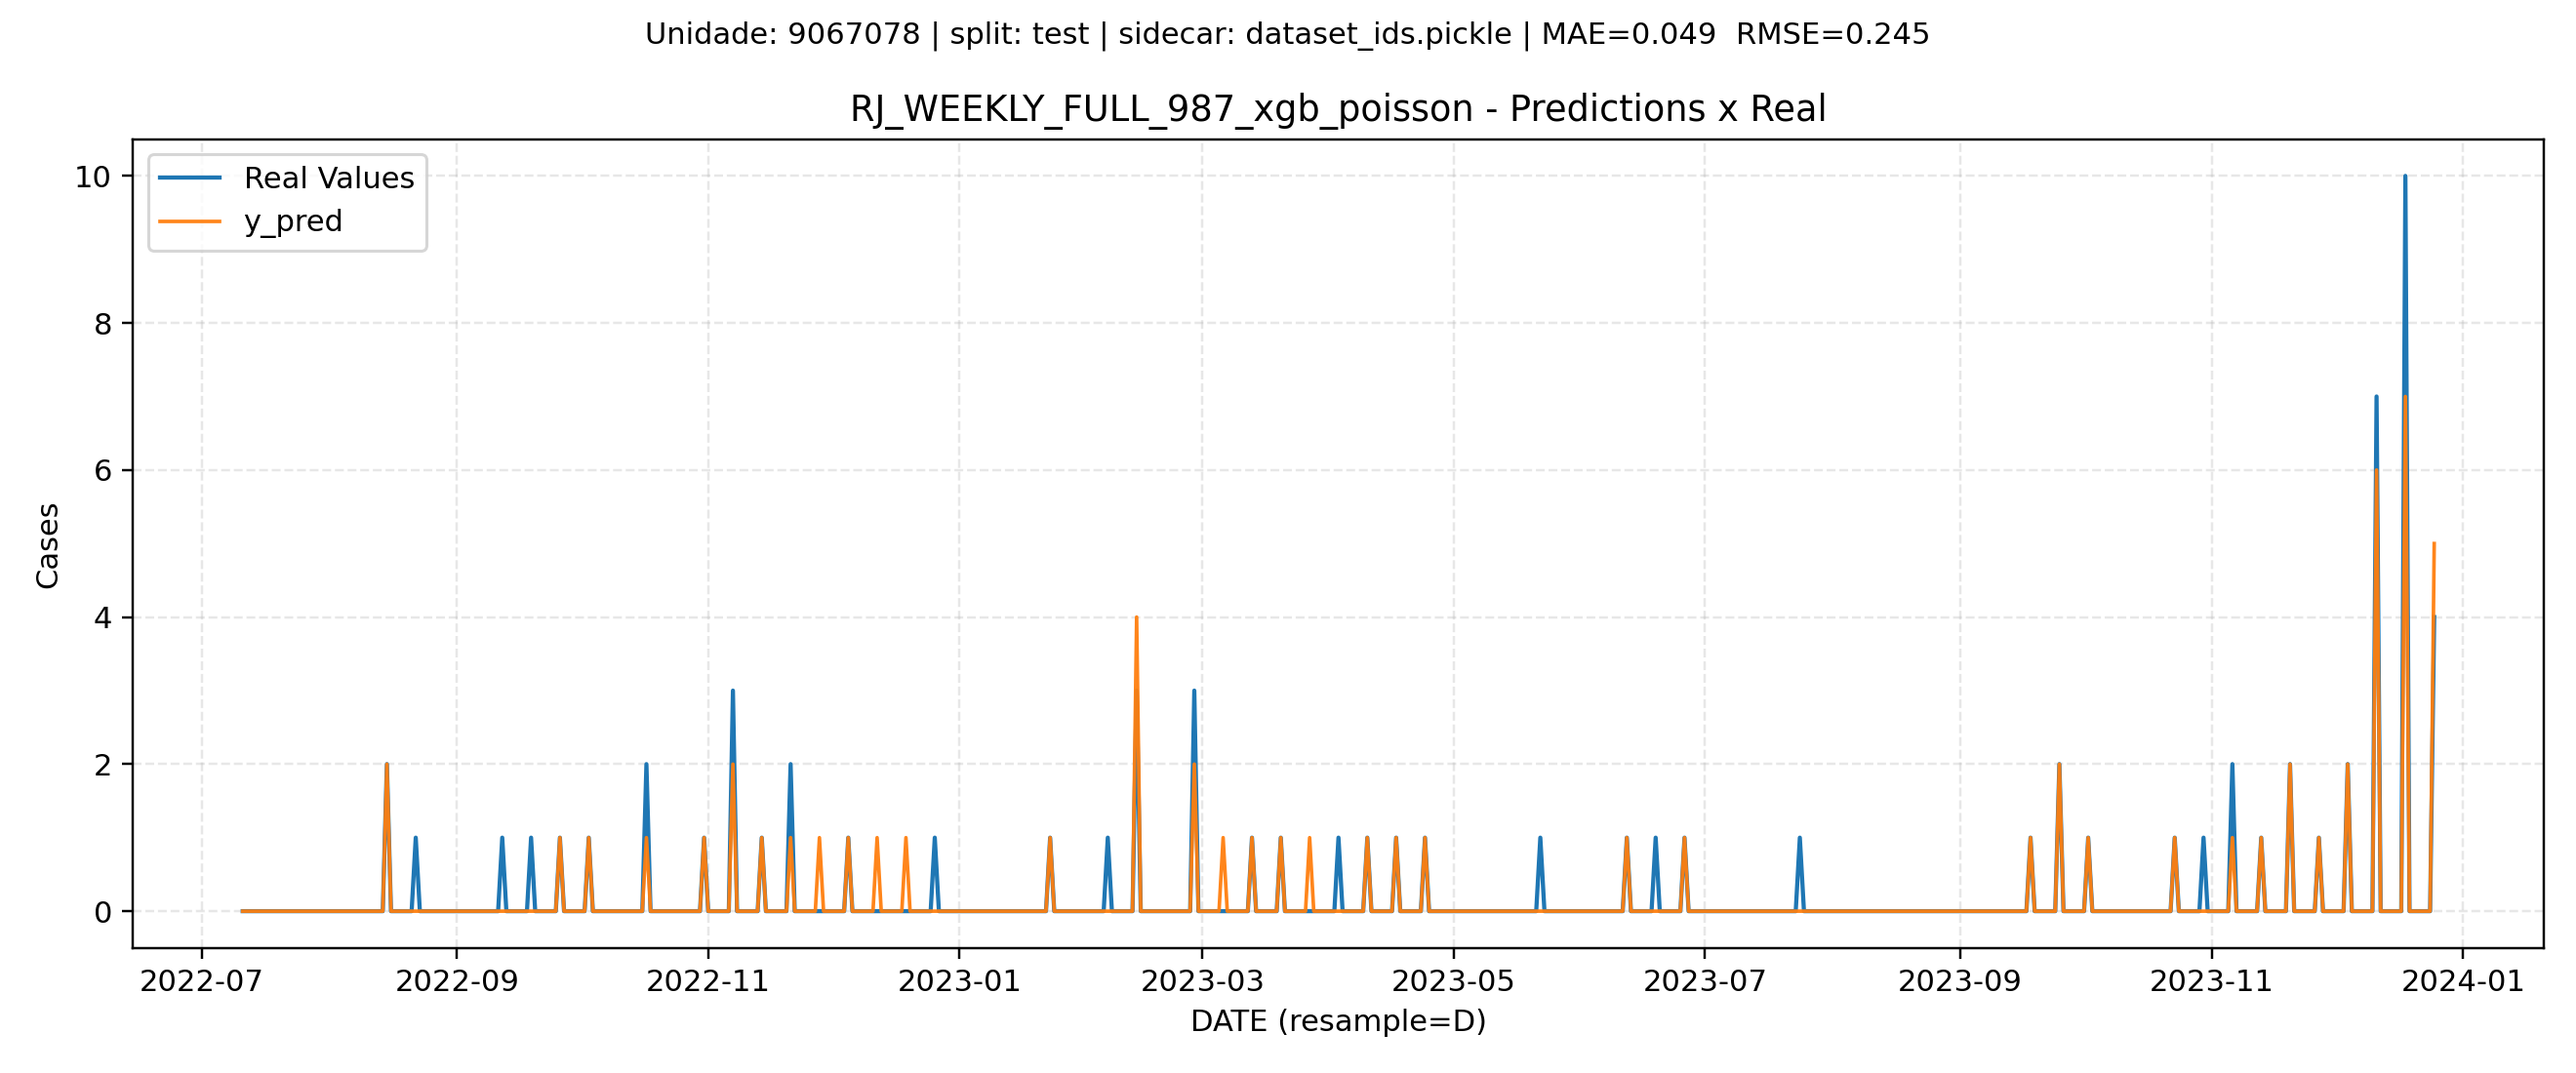 Unidade: 9067078 | split: test | sidecar: dataset_ids.pickle | MAE=0.049  RMSE=0.245
RJ_WEEKLY_FULL_987_xgb_poisson - Predictions x Real
Real Values
y_pred
10
8
6
4
2
0
Cases
2022-07 2022-09 2022-11 2023-01 2023-03 2023-05 2023-07 2023-09 2023-11 2024-01
DATE (resample=D)